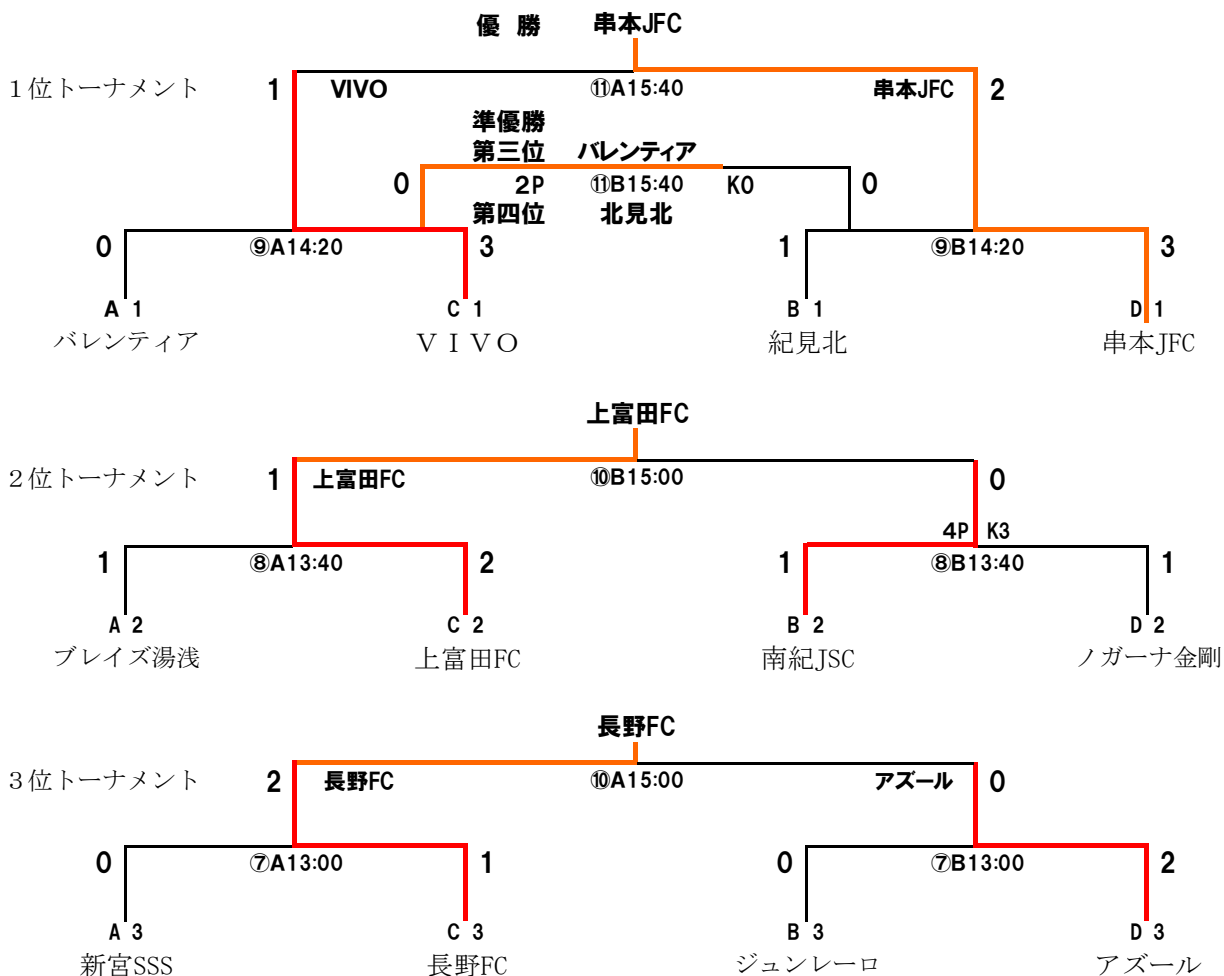 優 勝 串本JFC
1位トーナメント 1 VIVO ⑪A15:40 串本JFC 2
準優勝
第三位 バレンティア
0 2P ⑪B15:40 K0 0
第四位 北見北
0 ⑨A14:20 3 1 ⑨B14:20 3
A 1 C 1 B 1 D 1
バレンティア VIVO 紀見北 串本JFC
上富田FC
2位トーナメント 1 上富田FC ⑩B15:00 0
4P K3
1 ⑧A13:40 2 1 ⑧B13:40 1
A 2 C 2 B 2 D 2
ブレイズ湯浅 上富田FC 南紀JSC ノガーナ金剛
長野FC
3位トーナメント 2 長野FC ⑩A15:00 アズール 0
0 ⑦A13:00 1 0 ⑦B13:00 2
A 3 C 3 B 3 D 3
新宮SSS 長野FC ジュンレーロ アズール